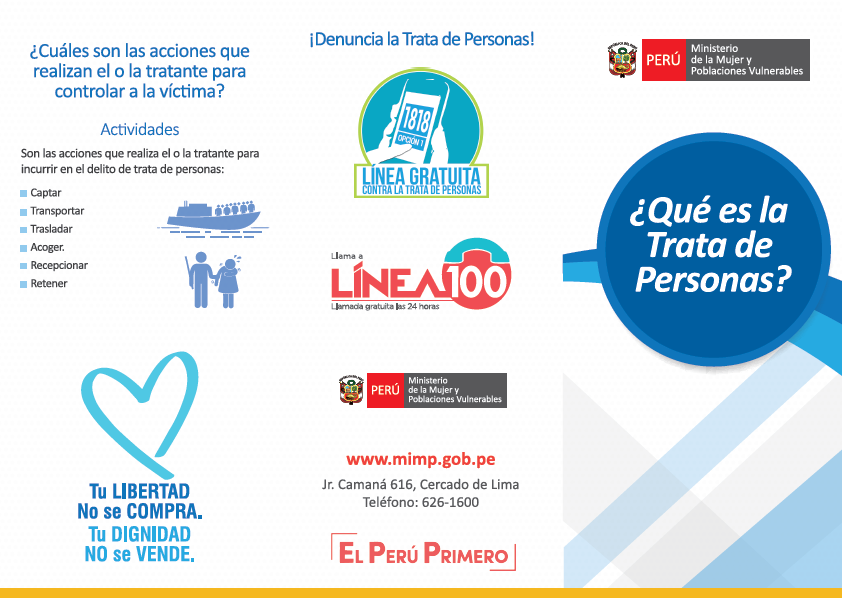 ¿Cuáles son las acciones que
realizan el o la tratante para
controlar a la víctima?
Actividades
Son las acciones que realiza el o la tratante para
incurrir en el delito de trata de personas:
Captar
Transportar
Trasladar
Acoger.
Recepcionar
Retener
Tu LIBERTAD
No se COMPRA.
Tu DIGNIDAD
NO se VENDE.
¡Denuncia la Trata de Personas!
1818
OPCIÓN 1
LÍNEA GRATUITA
CONTRA LA TRATA DE PERSONAS
Llama a
LÍNEA100
Llamada gratuita las 24 horas
PERÚ
Ministerio
de la Mujer y
Poblaciones Vulnerables
www.mimp.gob.pe
Jr. Camaná 616, Cercado de Lima
Teléfono: 626-1600
EL PERÚ PRIMERO
PERÚ
Ministerio
de la Mujer y
Poblaciones Vulnerables
¿Qué es la
Trata de
Personas?